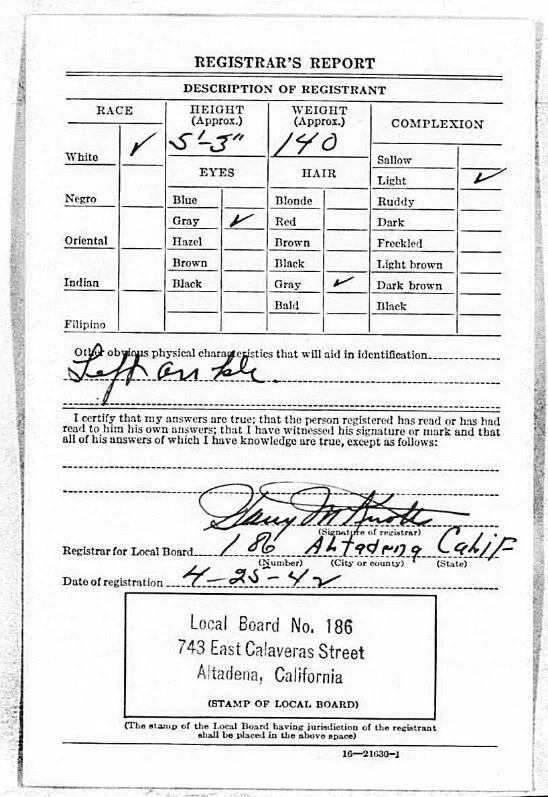 REGISTRAR'S REPORT
DESCRIPTION OF REGISTRANT
RACE
HEIGHT
(Approx.)
WEIGHT
(Approx.)
COMPLEXION
5'-3"
140
White ✓
Sallow
EYES
HAIR
Light ✓
Negro
Blue
Blonde
Ruddy
Gray ✓
Red
Dark
Oriental
Hazel
Brown
Freckled
Brown
Black
Light brown
Indian
Black
Gray ✓
Dark brown
Bald
Black
Filipino
Other obvious physical characteristics that will aid in identification
Left ankle.
I certify that my answers are true; that the person registered has read or has had
read to him his own answers; that I have witnessed his signature or mark and that
all of his answers of which I have knowledge are true, except as follows:
Harry M Knotts
(Signature of registrar)
Registrar for Local Board 186 Altadena Calif
(Number) (City or county) (State)
Date of registration 4-25-42
Local Board No. 186
743 East Calaveras Street
Altadena, California
(STAMP OF LOCAL BOARD)
(The stamp of the Local Board having jurisdiction of the registrant
shall be placed in the above space)
16—21630-1